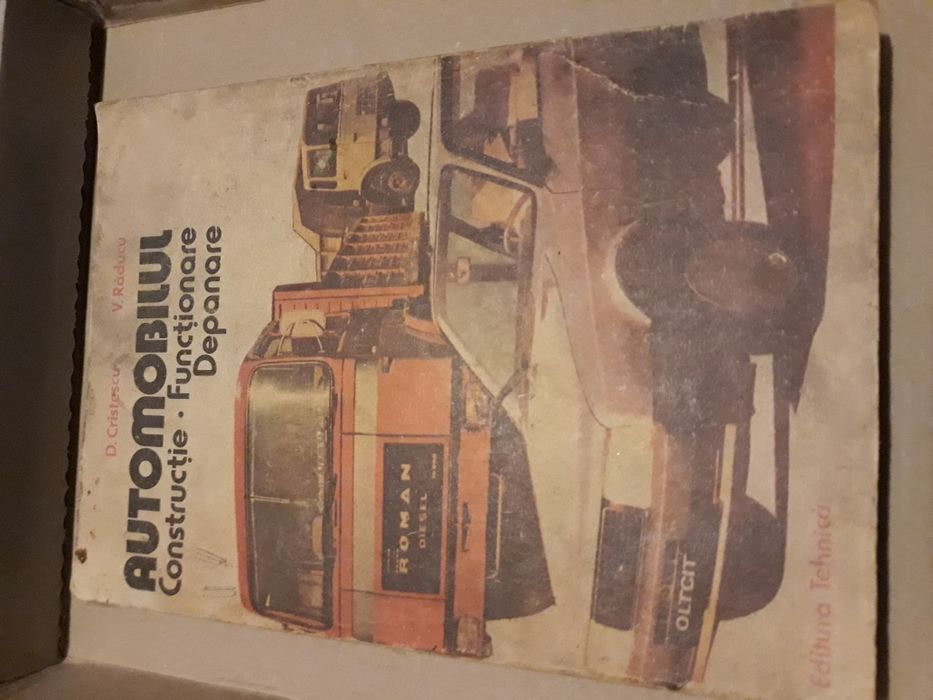 D. Cristescu V. Răducu
AUTOMOBILUL
Construcție · Funcționare
Depanare
ROMAN
DIESEL
OLTCIT
Editura Tehnică